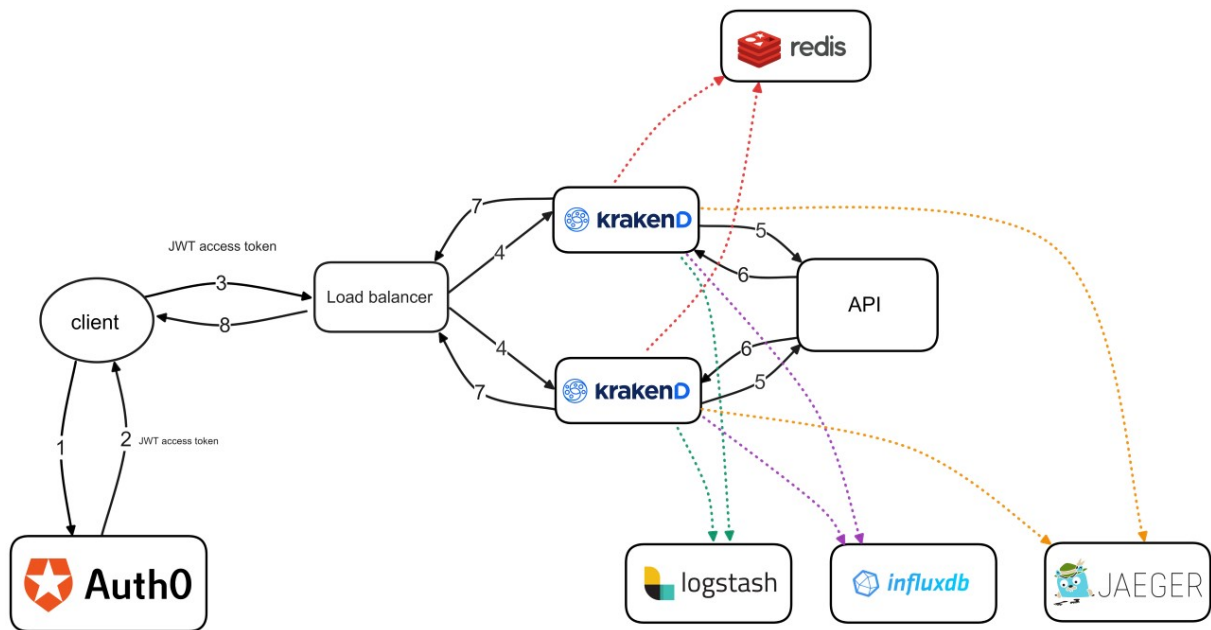 redis
7
krakenD
5
4
6
JWT access token
3
Load balancer
API
client
8
4
6
krakenD
5
7
1
2
JWT access token
Auth0
logstash
influxdb
JAEGER